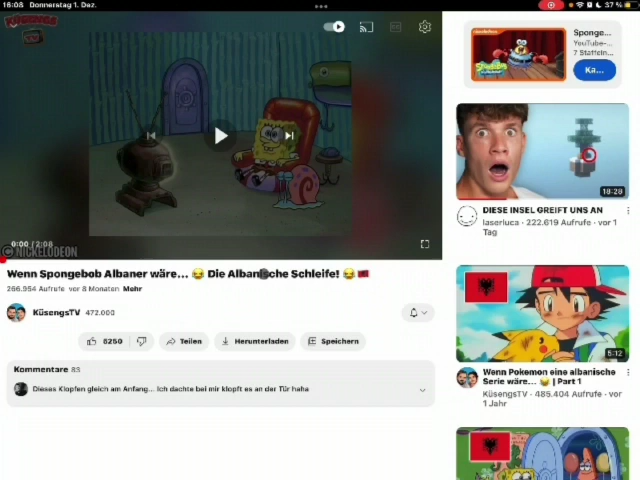 16:08 Donnerstag 1. Dez.
37 %
KÜSENGS
TV
0:00 / 2:08
© NICKELODEON
Wenn Spongebob Albaner wäre... 😂 Die Albanische Schleife! 😂 🇦🇱
266.954 Aufrufe vor 8 Monaten Mehr
KüsengsTV 472.000
6250
Teilen
Herunterladen
Speichern
Kommentare 83
Dieses Klopfen gleich am Anfang... Ich dachte bei mir klopft es an der Tür haha
nickelodeon
SpongeBob
Sponge...
YouTube-...
7 Staffeln...
Ka...
18:28
DIESE INSEL GREIFT UNS AN
laserluca · 222.619 Aufrufe · vor 1
Tag
5:12
Wenn Pokemon eine albanische
Serie wäre... 😂 | Part 1
KüsengsTV · 485.404 Aufrufe · vor
1 Jahr